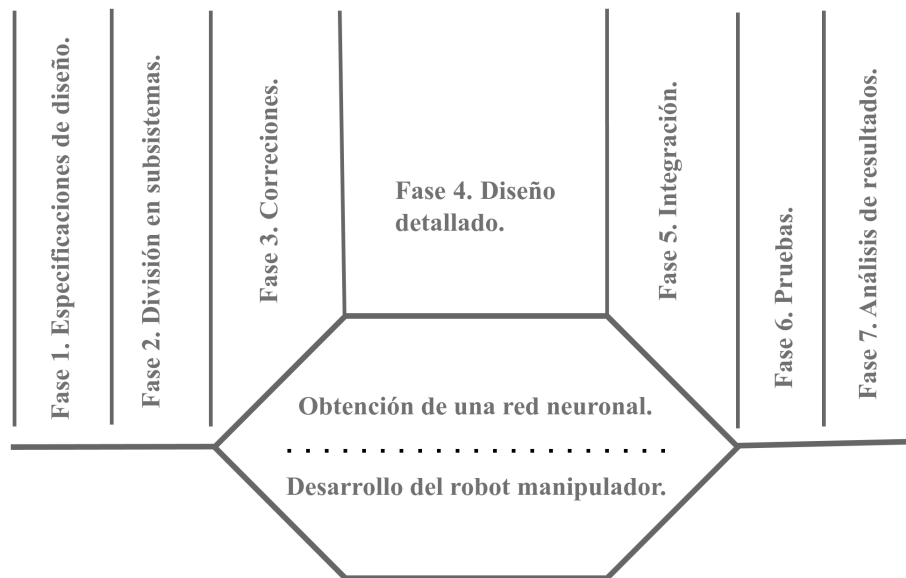 Fase 1. Especificaciones de diseño.
Fase 2. División en subsistemas.
Fase 3. Correciones.
Fase 4. Diseño
detallado.
Fase 5. Integración.
Fase 6. Pruebas.
Fase 7. Análisis de resultados.
Obtención de una red neuronal.
Desarrollo del robot manipulador.